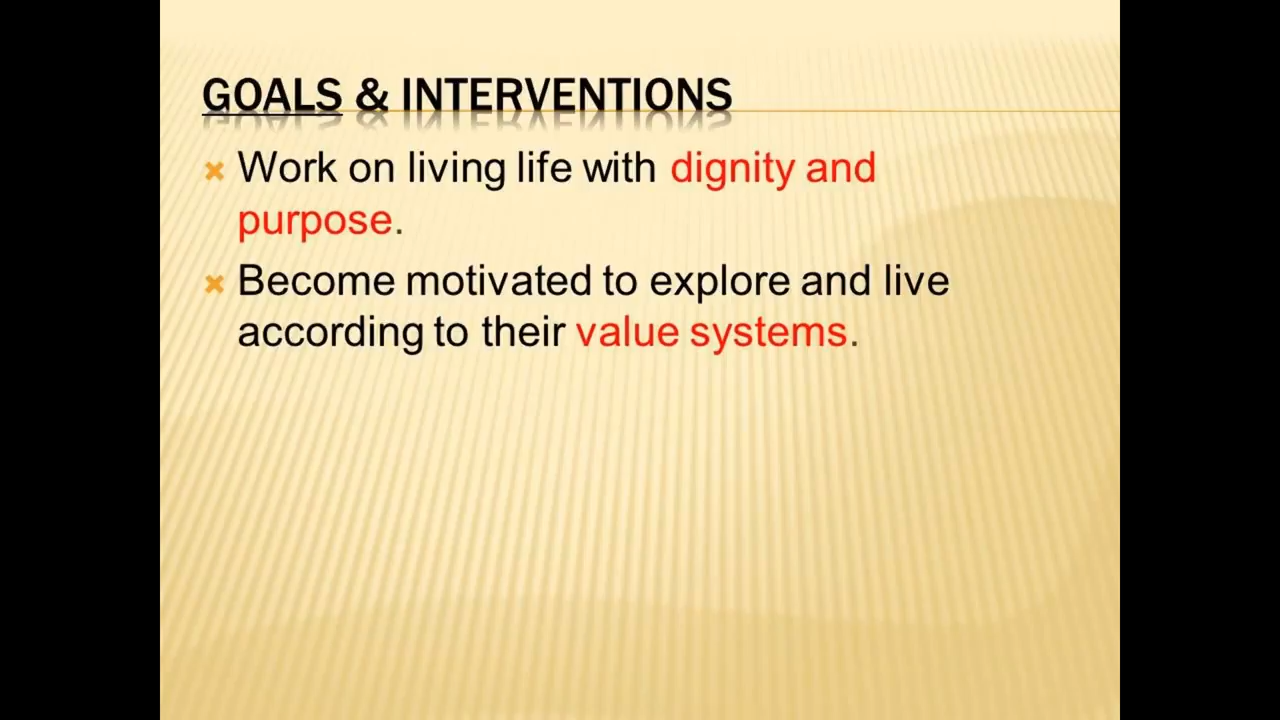 GOALS & INTERVENTIONS
Work on living life with dignity and
purpose.
Become motivated to explore and live
according to their value systems.